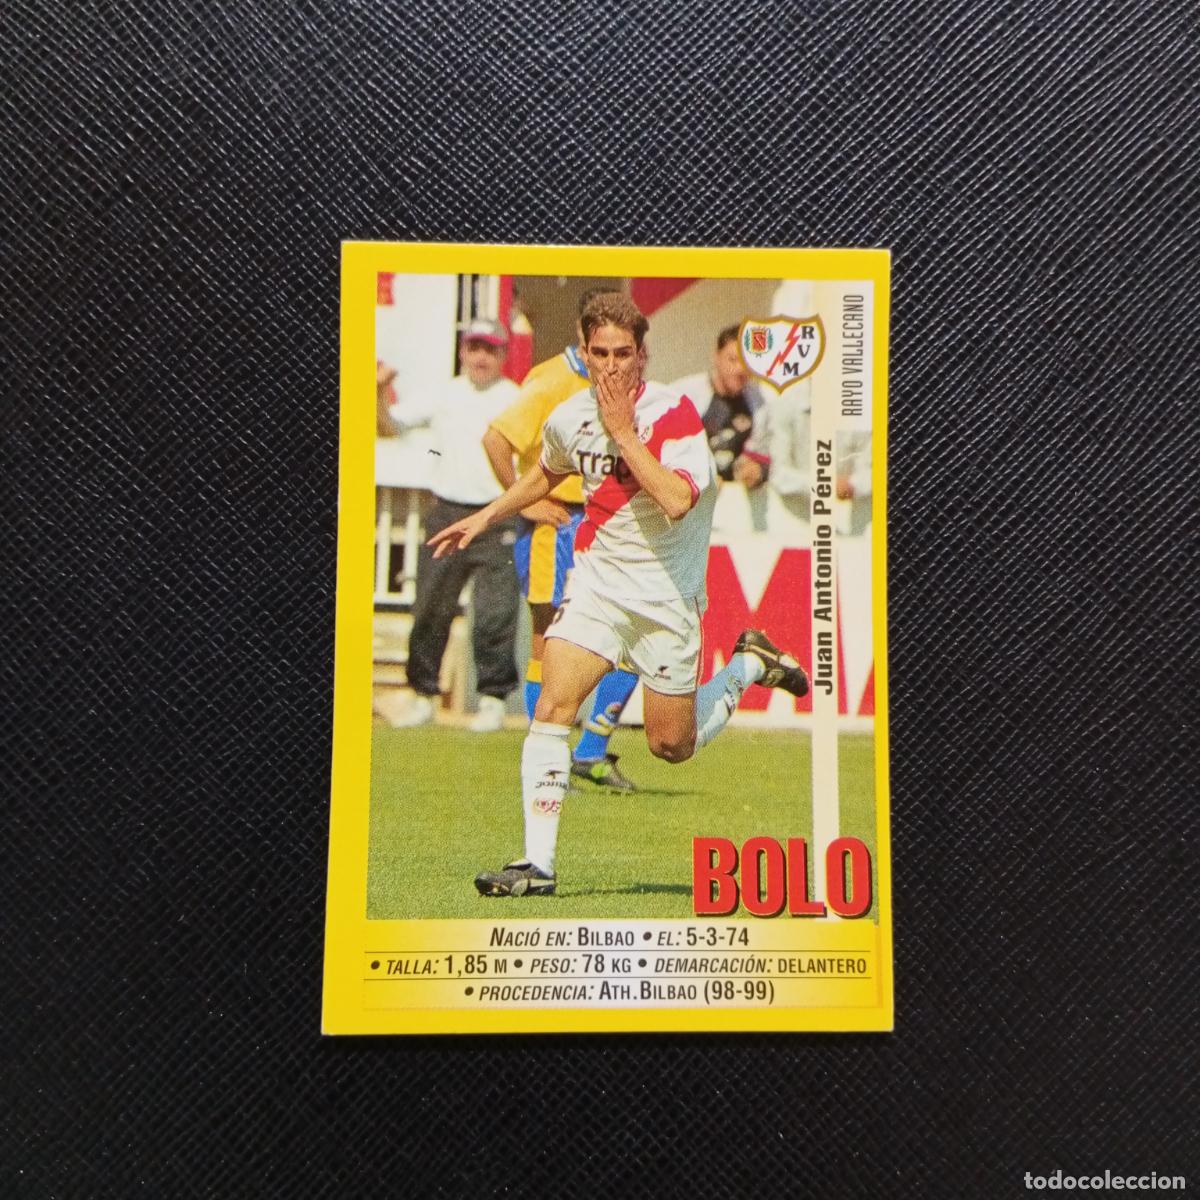 RAYO VALLECANO
R
V
M
Juan Antonio Pérez
Joma
BOLO
NACIÓ EN: BILBAO • EL: 5-3-74
• TALLA: 1,85 M • PESO: 78 KG • DEMARCACIÓN: DELANTERO
• PROCEDENCIA: ATH.BILBAO (98-99)
todocoleccion